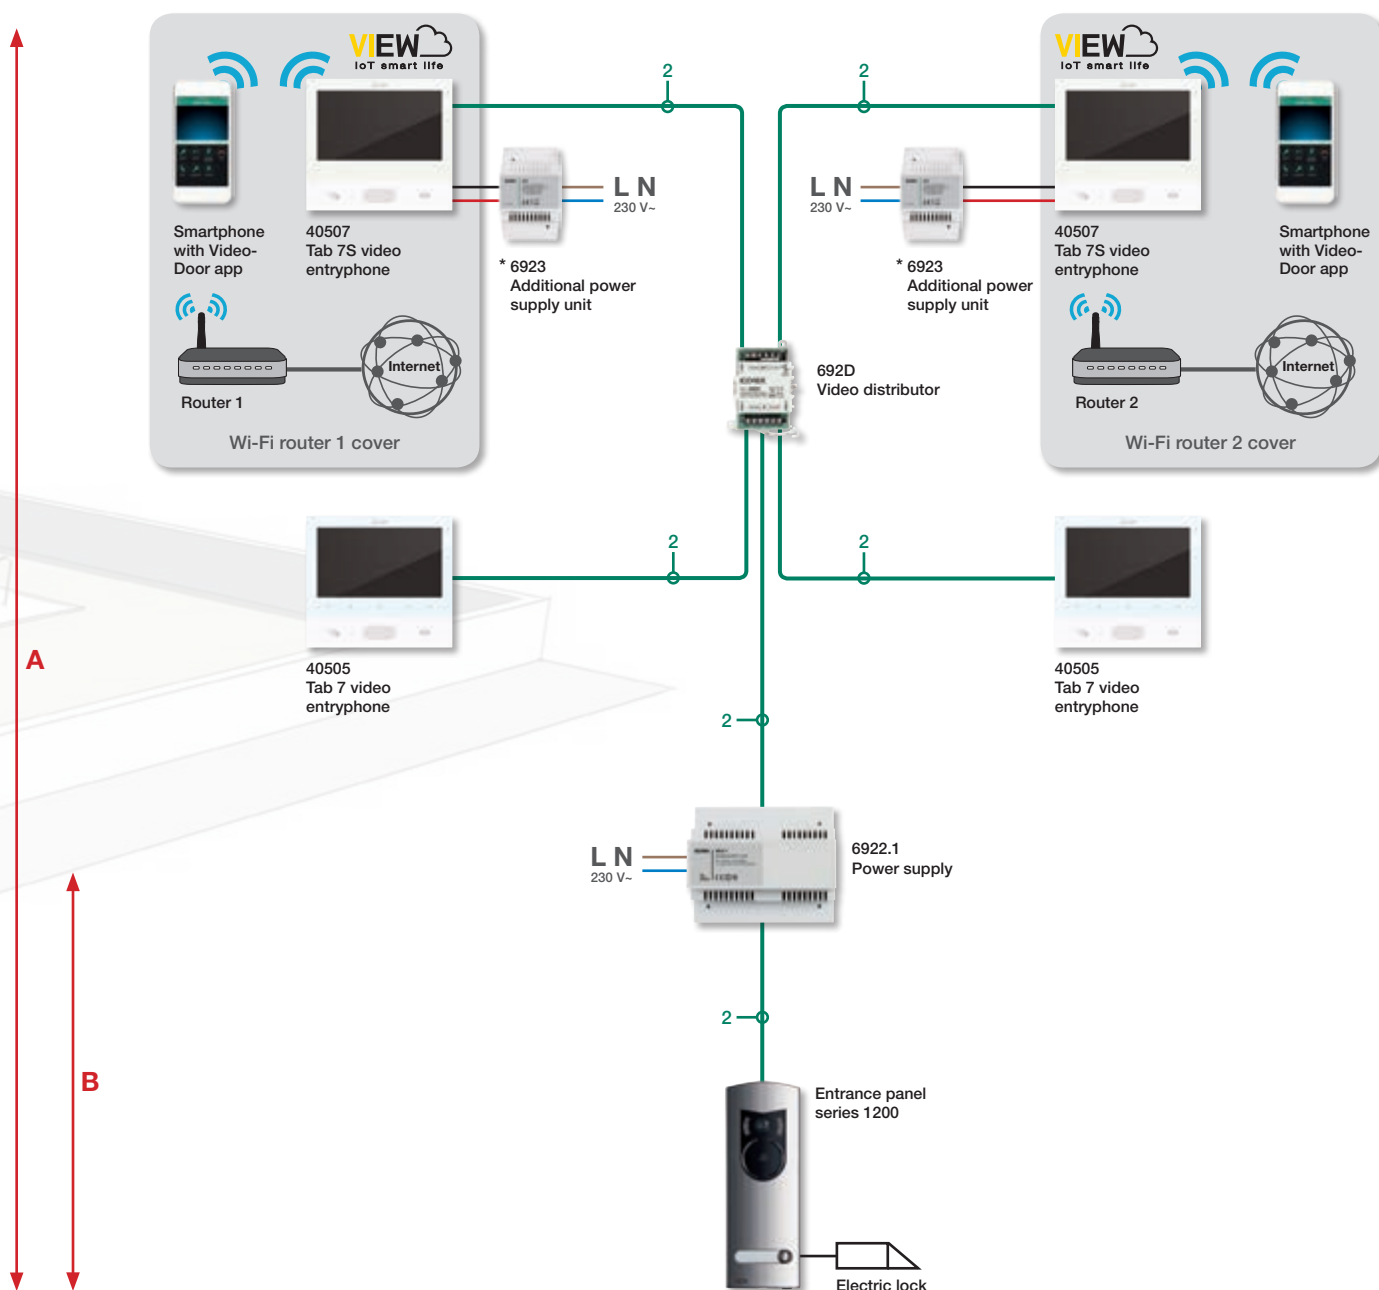 VIEW
IoT smart life
VIEW
IoT smart life
2
2
L N
230 V~
L N
230 V~
Smartphone
with Video-
Door app
40507
Tab 7S video
entryphone
* 6923
Additional power
supply unit
* 6923
Additional power
supply unit
40507
Tab 7S video
entryphone
Smartphone
with Video-
Door app
Internet
Router 1
Wi-Fi router 1 cover
692D
Video distributor
Internet
Router 2
Wi-Fi router 2 cover
2
2
A
40505
Tab 7 video
entryphone
40505
Tab 7 video
entryphone
2
L N
230 V~
6922.1
Power supply
2
B
Entrance panel
series 1200
Electric lock